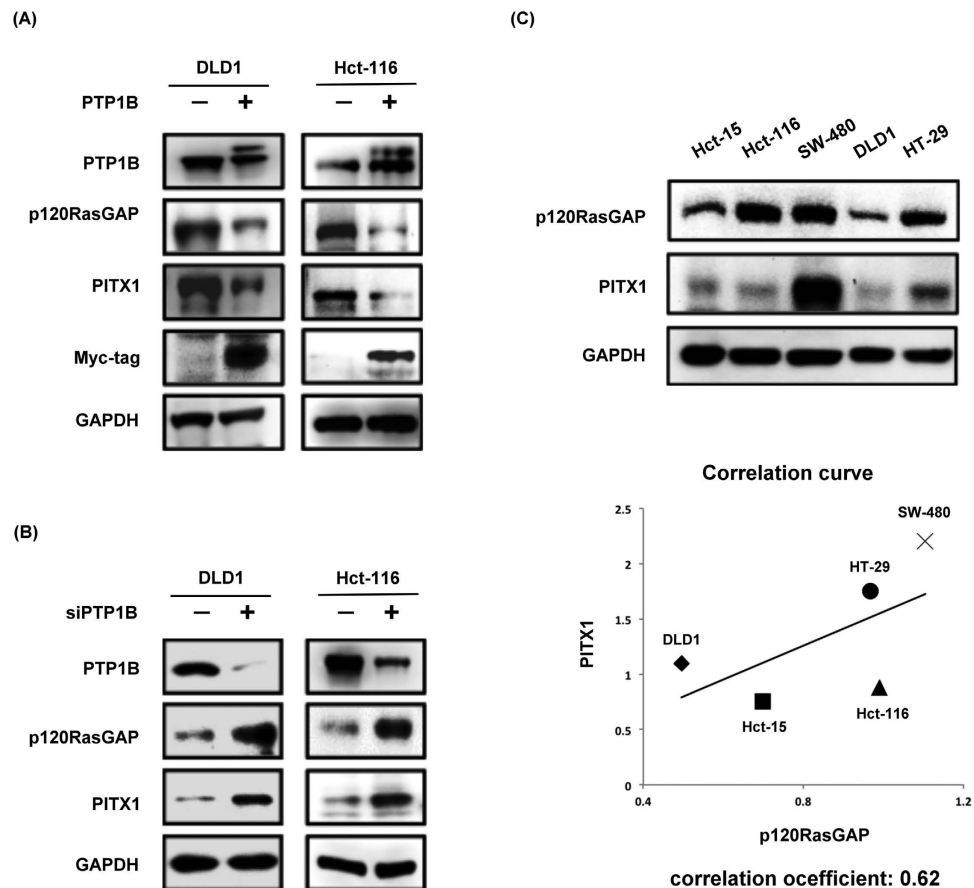 (A)
DLD1 Hct-116
PTP1B − + − +
PTP1B
p120RasGAP
PITX1
Myc-tag
GAPDH
(B)
DLD1 Hct-116
siPTP1B − + − +
PTP1B
p120RasGAP
PITX1
GAPDH
(C)
Hct-15 Hct-116 SW-480 DLD1 HT-29
p120RasGAP
PITX1
GAPDH
Correlation curve
2.5
2
1.5
1
0.5
0
PITX1
SW-480
HT-29
DLD1
Hct-15
Hct-116
0.4 0.8 1.2
p120RasGAP
correlation ocefficient: 0.62